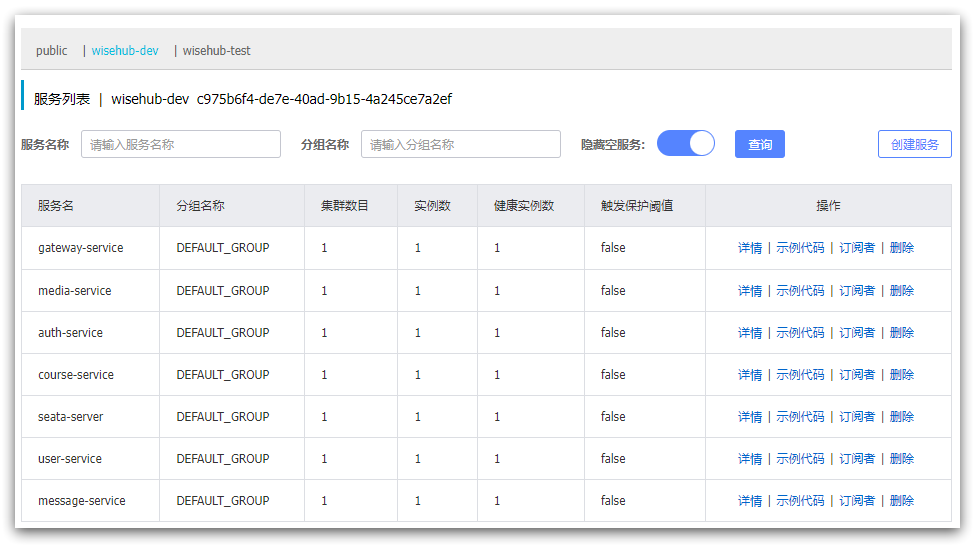 public | wisehub-dev | wisehub-test
服务列表 | wisehub-dev c975b6f4-de7e-40ad-9b15-4a245ce7a2ef
服务名称 请输入服务名称 分组名称 请输入分组名称 隐藏空服务: 查询 创建服务
服务名 分组名称 集群数目 实例数 健康实例数 触发保护阈值 操作
gateway-service DEFAULT_GROUP 1 1 1 false 详情 | 示例代码 | 订阅者 | 删除
media-service DEFAULT_GROUP 1 1 1 false 详情 | 示例代码 | 订阅者 | 删除
auth-service DEFAULT_GROUP 1 1 1 false 详情 | 示例代码 | 订阅者 | 删除
course-service DEFAULT_GROUP 1 1 1 false 详情 | 示例代码 | 订阅者 | 删除
seata-server DEFAULT_GROUP 1 1 1 false 详情 | 示例代码 | 订阅者 | 删除
user-service DEFAULT_GROUP 1 1 1 false 详情 | 示例代码 | 订阅者 | 删除
message-service DEFAULT_GROUP 1 1 1 false 详情 | 示例代码 | 订阅者 | 删除